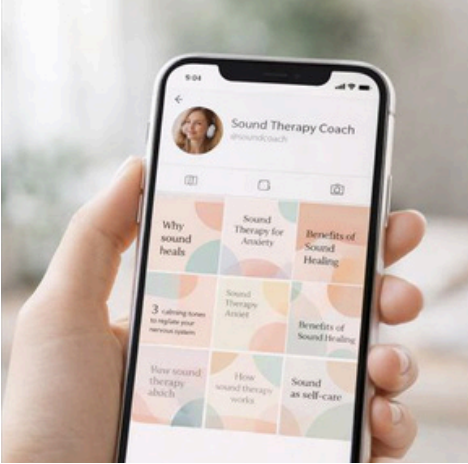 9:04
Sound Therapy Coach
@soundcoach
Why
sound
heals
Sound
Therapy for
Anxiety
Benefits of
Sound
Healing
3 calming tunes
to reglate your
nervous system
Sound
Therapy
Anxiet
Benefits of
Sound Healing
How sound
therapy
How
sound therapy
works
Sound
as self-care